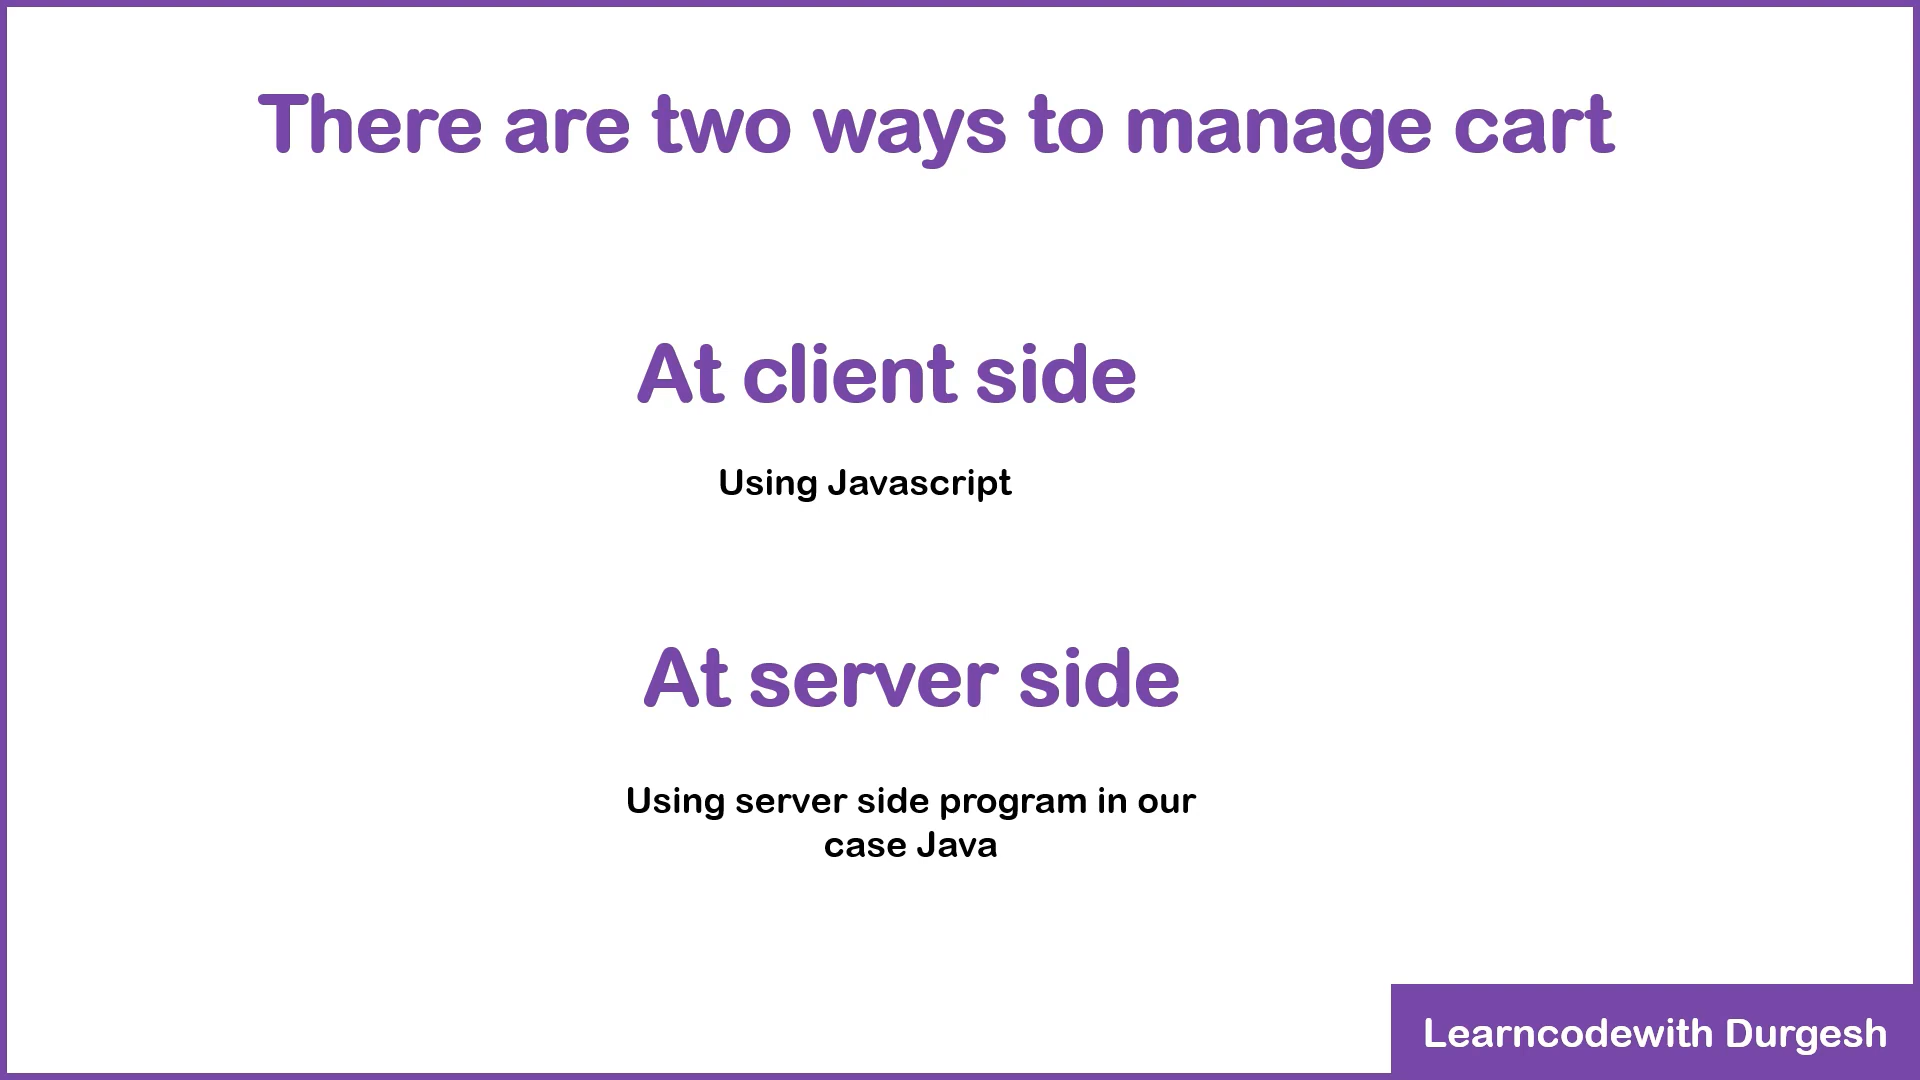 There are two ways to manage cart
At client side
Using Javascript
At server side
Using server side program in our
case Java
Learncodewith Durgesh